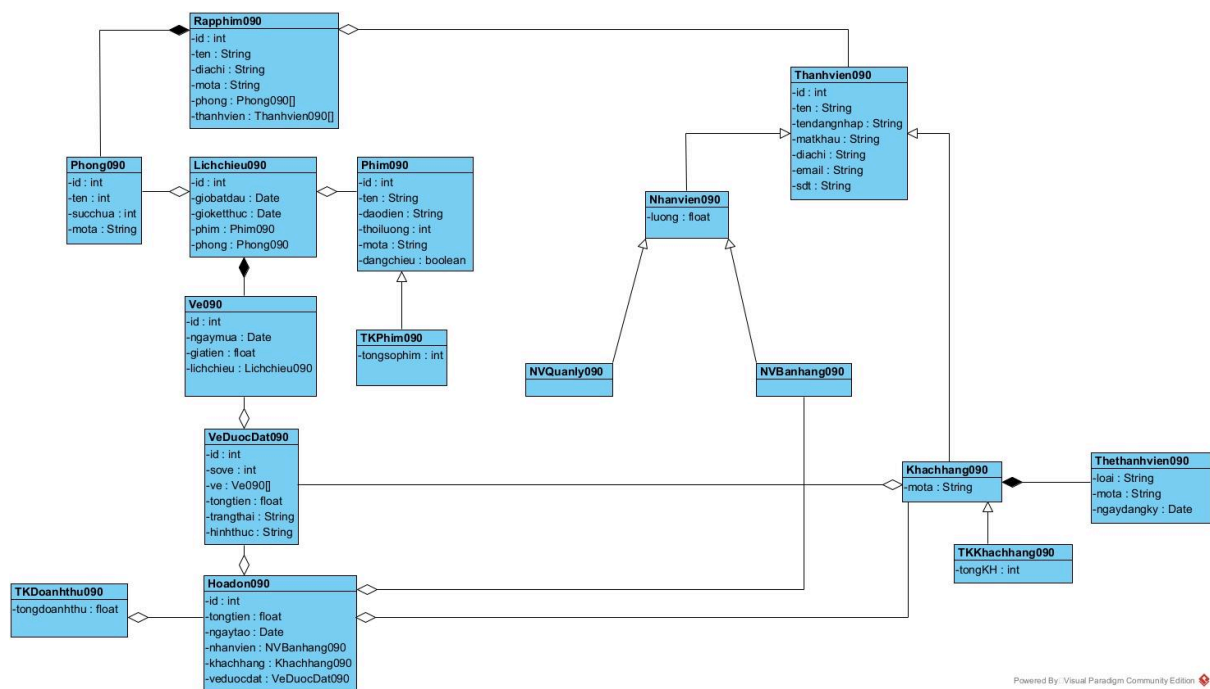 Rapphim090
-id : int
-ten : String
-diachi : String
-mota : String
-phong : Phong090[]
-thanhvien : Thanhvien090[]
Thanhvien090
-id : int
-ten : String
-tendangnhap : String
-matkhau : String
-diachi : String
-email : String
-sdt : String
Phong090
-id : int
-ten : int
-succhua : int
-mota : String
Lichchieu090
-id : int
-giobatdau : Date
-gioketthuc : Date
-phim : Phim090
-phong : Phong090
Phim090
-id : int
-ten : String
-daodien : String
-thoiluong : int
-mota : String
-dangchieu : boolean
Nhanvien090
-luong : float
Ve090
-id : int
-ngaymua : Date
-giatien : float
-lichchieu : Lichchieu090
TKPhim090
-tongsophim : int
NVQuanly090
NVBanhang090
VeDuocDat090
-id : int
-sove : int
-ve : Ve090[]
-tongtien : float
-trangthai : String
-hinhthuc : String
Khachhang090
-mota : String
Thethanhvien090
-loai : String
-mota : String
-ngaydangky : Date
TKKhachhang090
-tongKH : int
TKDoanhthu090
-tongdoanhthu : float
Hoadon090
-id : int
-tongtien : float
-ngaytao : Date
-nhanvien : NVBanhang090
-khachhang : Khachhang090
-veduocdat : VeDuocDat090
Powered By: Visual Paradigm Community Edition